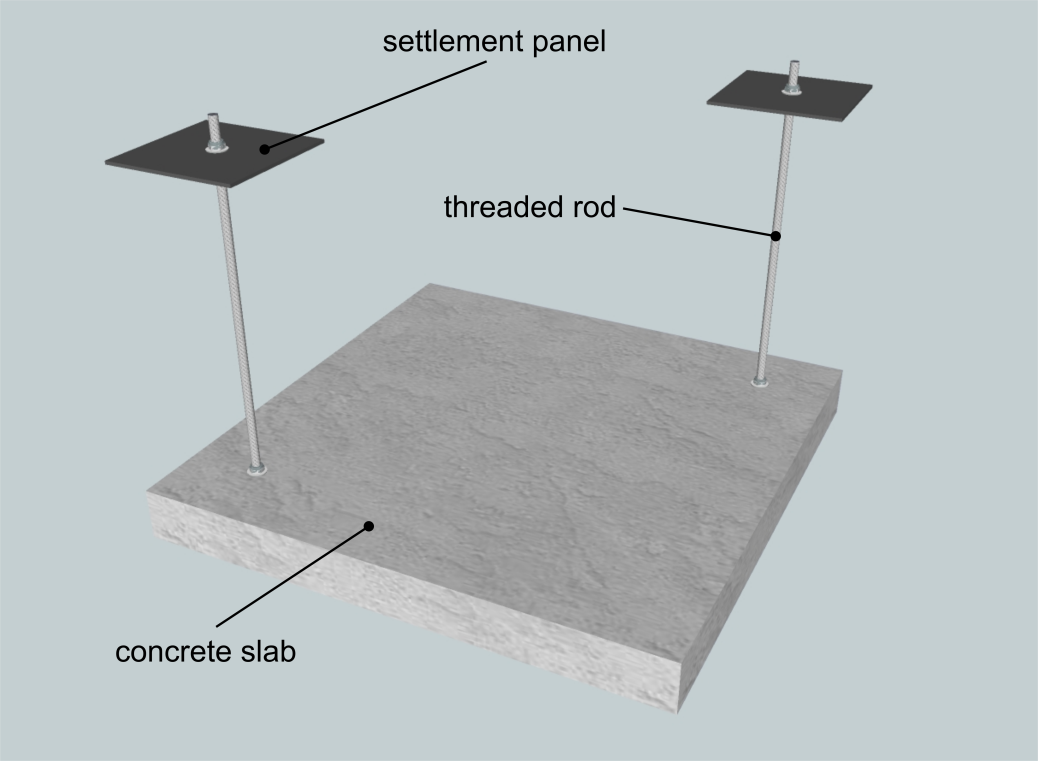 settlement panel
threaded rod
concrete slab